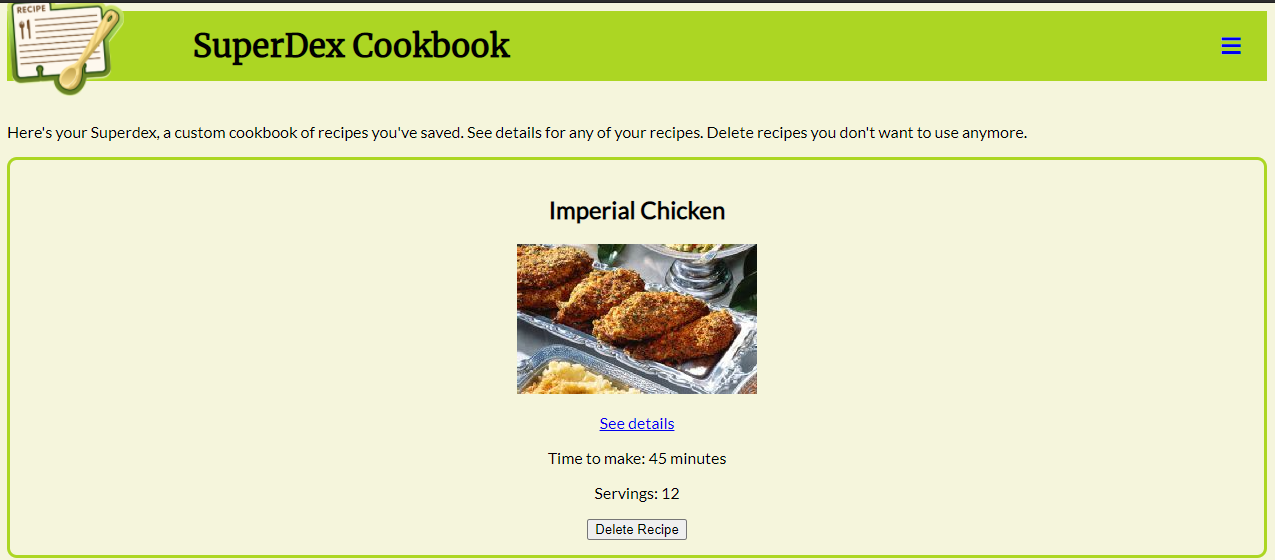 RECIPE
SuperDex Cookbook
Here's your Superdex, a custom cookbook of recipes you've saved. See details for any of your recipes. Delete recipes you don't want to use anymore.
Imperial Chicken
See details
Time to make: 45 minutes
Servings: 12
Delete Recipe